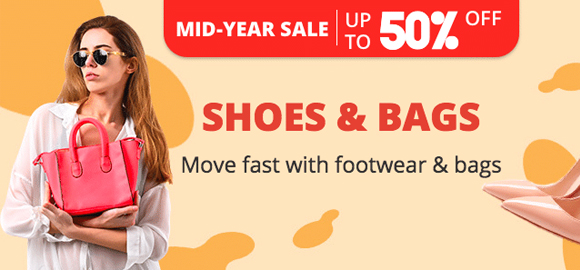 MID-YEAR SALE
UP TO 50% OFF
SHOES & BAGS
Move fast with footwear & bags